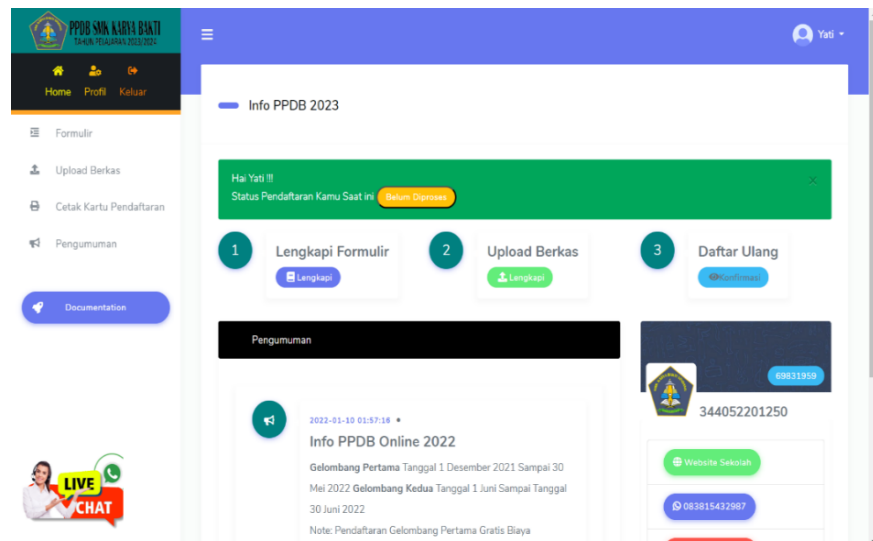 PPDB SMK KARYA BAKTI
TAHUN PELAJARAN 2023/2024
Yati
Home Profil Keluar
Info PPDB 2023
Formulir
Upload Berkas
Cetak Kartu Pendaftaran
Pengumuman
Documentation
Hai Yati !!!
×
Status Pendaftaran Kamu Saat ini Belum Diproses
1 Lengkapi Formulir
Lengkapi
2 Upload Berkas
Lengkapi
3 Daftar Ulang
Konfirmasi
Pengumuman
2022-01-10 01:57:16
Info PPDB Online 2022
Gelombang Pertama Tanggal 1 Desember 2021 Sampai 30
Mei 2022 Gelombang Kedua Tanggal 1 Juni Sampai Tanggal
30 Juni 2022
Note: Pendaftaran Gelombang Pertama Gratis Biaya
69831959
344052201250
Website Sekolah
083815432987
LIVE
CHAT